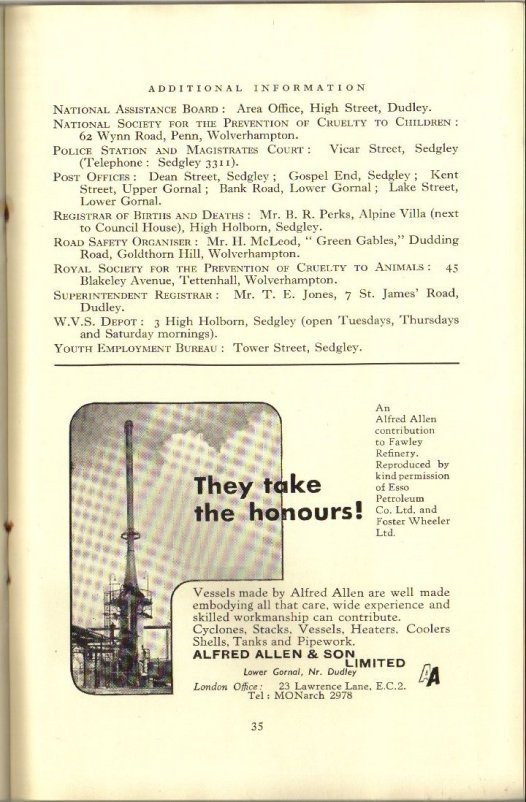 ADDITIONAL INFORMATION
NATIONAL ASSISTANCE BOARD : Area Office, High Street, Dudley.
NATIONAL SOCIETY FOR THE PREVENTION OF CRUELTY TO CHILDREN :
62 Wynn Road, Penn, Wolverhampton.
POLICE STATION AND MAGISTRATES COURT : Vicar Street, Sedgley
(Telephone : Sedgley 3311).
POST OFFICES : Dean Street, Sedgley ; Gospel End, Sedgley ; Kent
Street, Upper Gornal ; Bank Road, Lower Gornal ; Lake Street,
Lower Gornal.
REGISTRAR OF BIRTHS AND DEATHS : Mr. B. R. Perks, Alpine Villa (next
to Council House), High Holborn, Sedgley.
ROAD SAFETY ORGANISER : Mr. H. McLeod, " Green Gables," Dudding
Road, Goldthorn Hill, Wolverhampton.
ROYAL SOCIETY FOR THE PREVENTION OF CRUELTY TO ANIMALS : 45
Blakeley Avenue, Tettenhall, Wolverhampton.
SUPERINTENDENT REGISTRAR : Mr. T. E. Jones, 7 St. James' Road,
Dudley.
W.V.S. DEPOT : 3 High Holborn, Sedgley (open Tuesdays, Thursdays
and Saturday mornings).
YOUTH EMPLOYMENT BUREAU : Tower Street, Sedgley.
An
Alfred Allen
contribution
to Fawley
Refinery.
Reproduced by
kind permission
of Esso
Petroleum
Co. Ltd. and
Foster Wheeler
Ltd.
They take
the honours!
Vessels made by Alfred Allen are well made
embodying all that care, wide experience and
skilled workmanship can contribute.
Cyclones, Stacks, Vessels, Heaters, Coolers
Shells, Tanks and Pipework.
ALFRED ALLEN & SON
LIMITED
Lower Gornal, Nr. Dudley
AA
London Office : 23 Lawrence Lane, E.C.2.
Tel : MONarch 2978
35